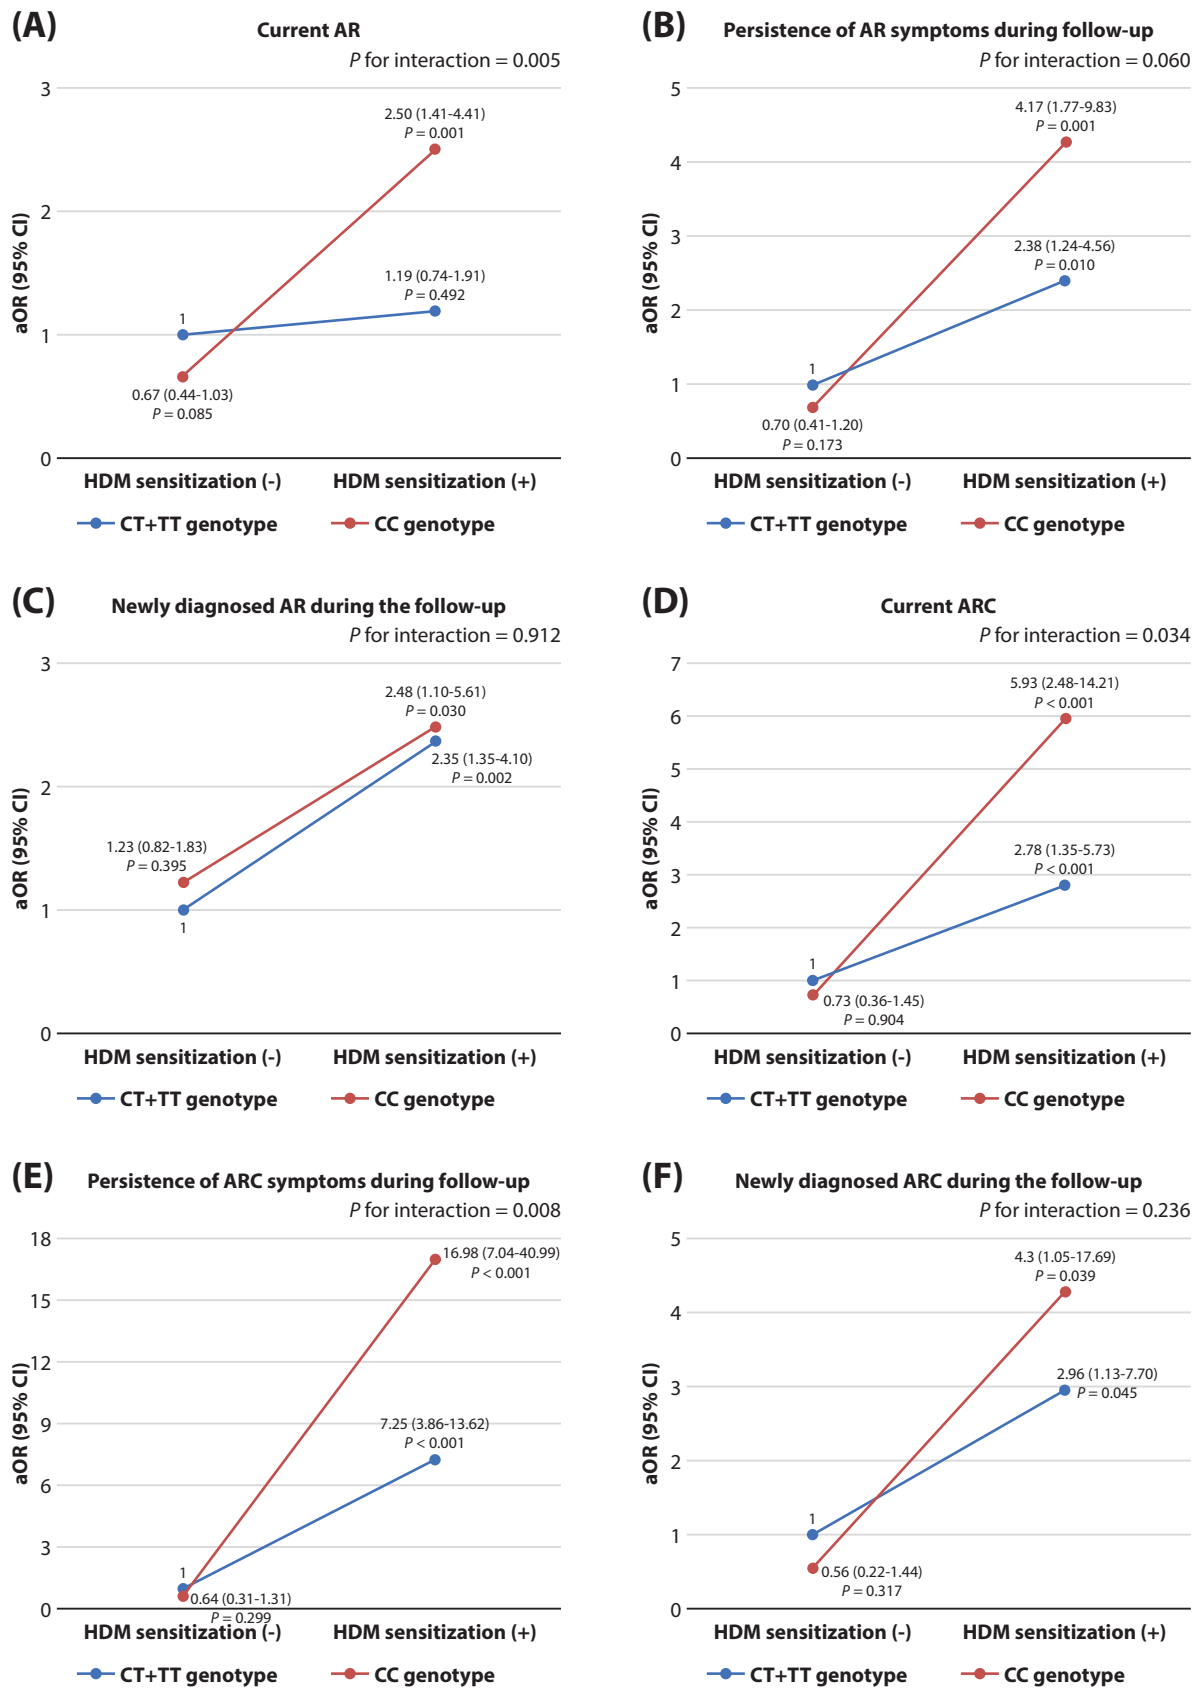 (A)
Current AR
P for interaction = 0.005
3
2
1
0
aOR (95% CI)
2.50 (1.41-4.41)
P = 0.001
1.19 (0.74-1.91)
P = 0.492
1
0.67 (0.44-1.03)
P = 0.085
HDM sensitization (-)
HDM sensitization (+)
CT+TT genotype
CC genotype
(B)
Persistence of AR symptoms during follow-up
P for interaction = 0.060
5
4
3
2
1
0
aOR (95% CI)
4.17 (1.77-9.83)
P = 0.001
2.38 (1.24-4.56)
P = 0.010
1
0.70 (0.41-1.20)
P = 0.173
HDM sensitization (-)
HDM sensitization (+)
CT+TT genotype
CC genotype
(C)
Newly diagnosed AR during the follow-up
P for interaction = 0.912
3
2
1
0
aOR (95% CI)
2.48 (1.10-5.61)
P = 0.030
2.35 (1.35-4.10)
P = 0.002
1.23 (0.82-1.83)
P = 0.395
1
HDM sensitization (-)
HDM sensitization (+)
CT+TT genotype
CC genotype
(D)
Current ARC
P for interaction = 0.034
7
6
5
4
3
2
1
0
aOR (95% CI)
5.93 (2.48-14.21)
P < 0.001
2.78 (1.35-5.73)
P < 0.001
1
0.73 (0.36-1.45)
P = 0.904
HDM sensitization (-)
HDM sensitization (+)
CT+TT genotype
CC genotype
(E)
Persistence of ARC symptoms during follow-up
P for interaction = 0.008
18
15
12
9
6
3
0
aOR (95% CI)
16.98 (7.04-40.99)
P < 0.001
7.25 (3.86-13.62)
P < 0.001
1
0.64 (0.31-1.31)
P = 0.299
HDM sensitization (-)
HDM sensitization (+)
CT+TT genotype
CC genotype
(F)
Newly diagnosed ARC during the follow-up
P for interaction = 0.236
5
4
3
2
1
0
aOR (95% CI)
4.3 (1.05-17.69)
P = 0.039
2.96 (1.13-7.70)
P = 0.045
1
0.56 (0.22-1.44)
P = 0.317
HDM sensitization (-)
HDM sensitization (+)
CT+TT genotype
CC genotype